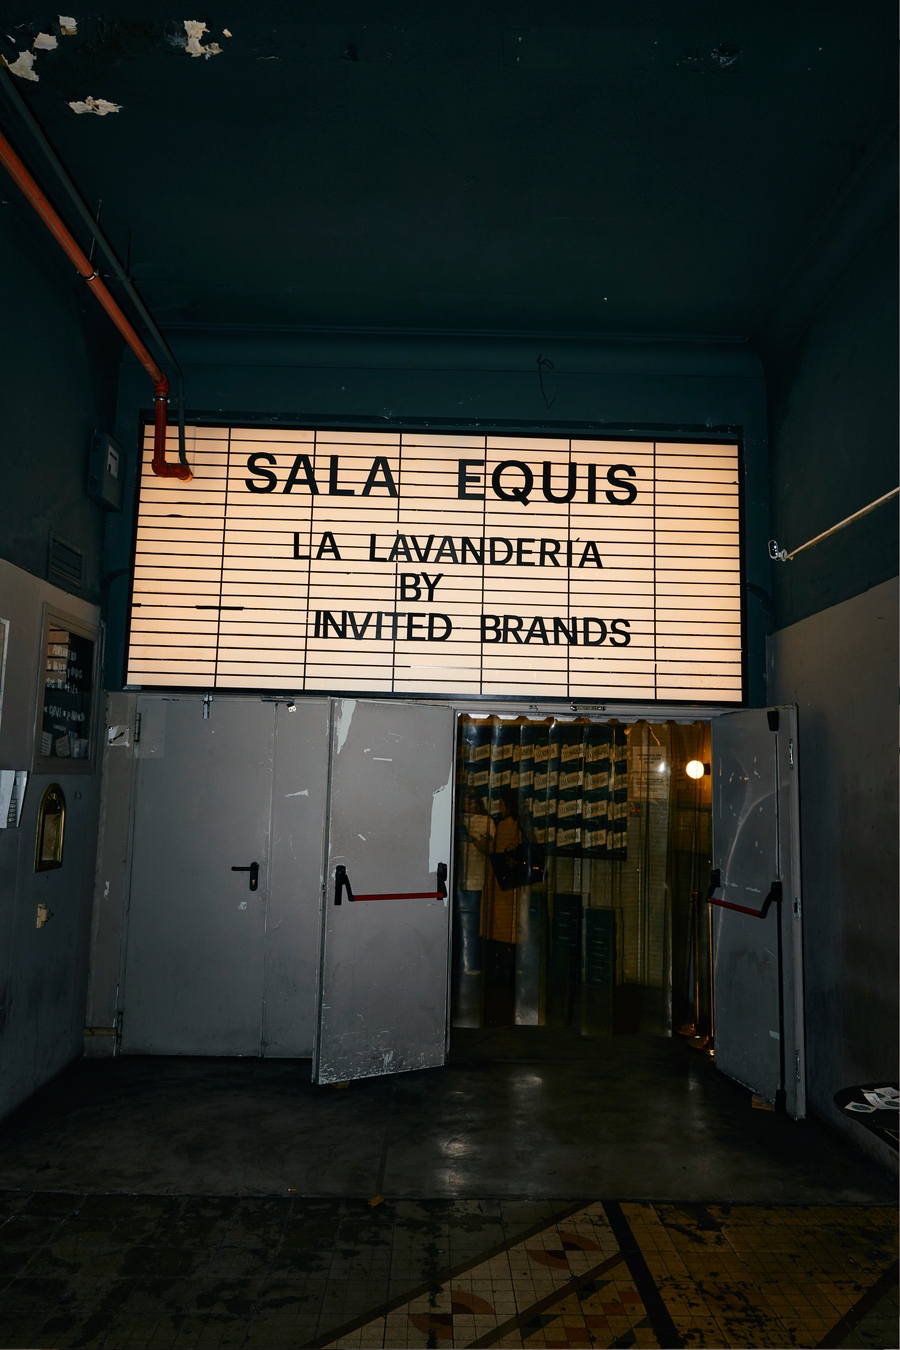 SALA EQUIS
LA LAVANDERÍA
BY
INVITED BRANDS